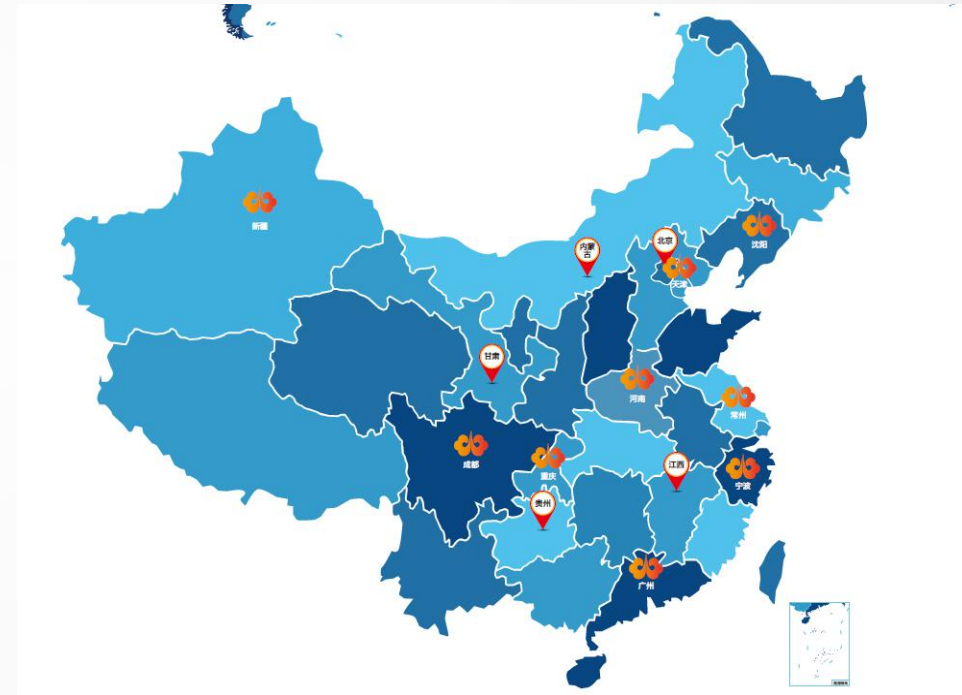 新疆
沈阳
北京
内蒙
古
天津
甘肃
河南
常州
成都
重庆
江西
宁波
贵州
广州